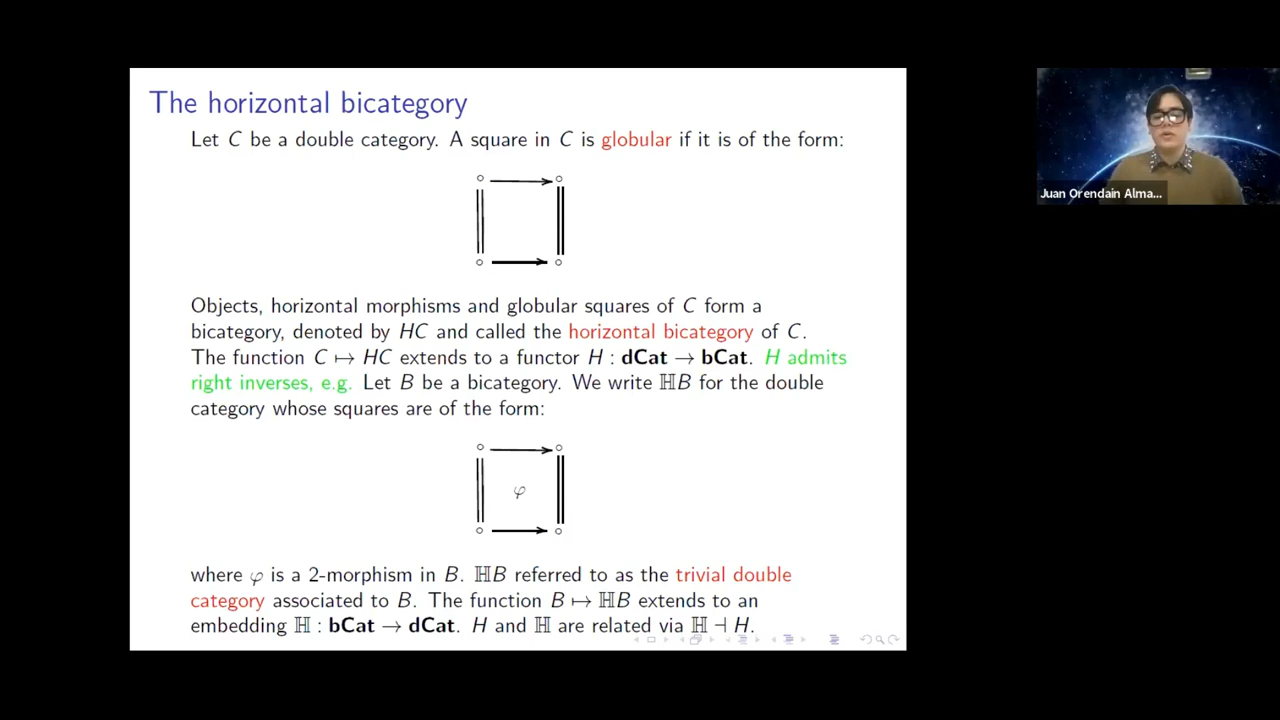 The horizontal bicategory
Let C be a double category. A square in C is globular if it is of the form:
Objects, horizontal morphisms and globular squares of C form a
bicategory, denoted by HC and called the horizontal bicategory of C.
The function C ↦ HC extends to a functor H : dCat → bCat. H admits
right inverses, e.g. Let B be a bicategory. We write ℍB for the double
category whose squares are of the form:
φ
where φ is a 2-morphism in B. ℍB referred to as the trivial double
category associated to B. The function B ↦ ℍB extends to an
embedding ℍ : bCat → dCat. H and ℍ are related via ℍ ⊣ H.
Juan Orendain Alma...